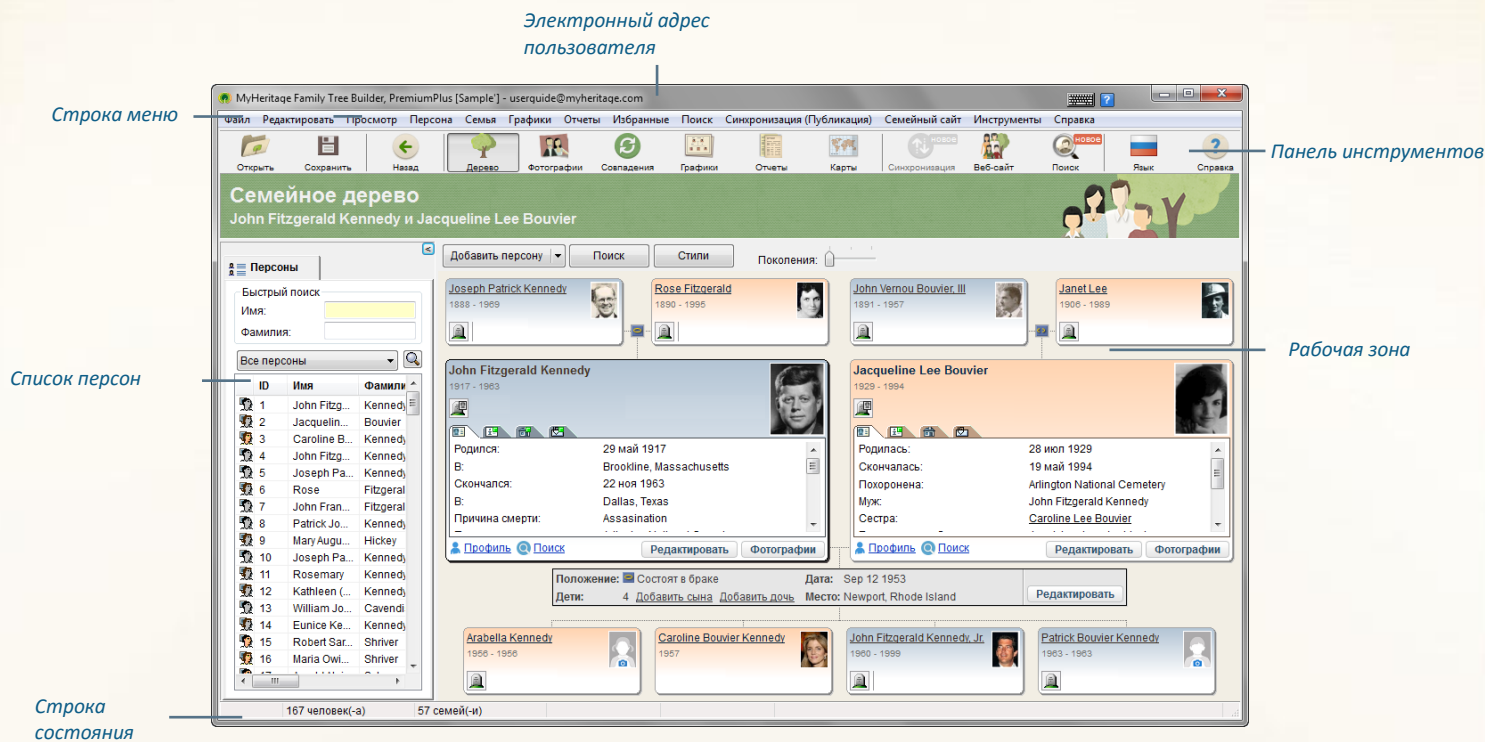 Электронный адрес
пользователя
MyHeritage Family Tree Builder, PremiumPlus [Sample'] - userguide@myheritage.com
Строка меню
Файл Редактировать Просмотр Персона Семья Графики Отчеты Избранные Поиск Синхронизация (Публикация) Семейный сайт Инструменты Справка
НОВОЕ НОВОЕ
Панель инструментов
Открыть Сохранить Назад Дерево Фотографии Совпадения Графики Отчеты Карты Синхронизация Веб-сайт Поиск Язык Справка
Семейное дерево
John Fitzgerald Kennedy и Jacqueline Lee Bouvier
Добавить персону Поиск Стили Поколения:
Персоны
Быстрый поиск
Имя:
Фамилия:
Все персоны
Joseph Patrick Kennedy Rose Fitzgerald John Vernou Bouvier, III Janet Lee
1888 - 1969 1890 - 1995 1891 - 1957 1906 - 1989
Рабочая зона
Список персон
ID Имя Фамили
1 John Fitzg... Kennedy
2 Jacquelin... Bouvier
3 Caroline B... Kennedy
4 John Fitzg... Kennedy
5 Joseph Pa... Kennedy
6 Rose Fitzgeral
7 John Fran... Fitzgeral
8 Patrick Jo... Kennedy
9 Mary Augu... Hickey
10 Joseph Pa... Kennedy
11 Rosemary Kennedy
12 Kathleen (... Kennedy
13 William Jo... Cavendi
14 Eunice Ke... Kennedy
15 Robert Sar... Shriver
16 Maria Owi... Shriver
John Fitzgerald Kennedy
1917 - 1963
Родился: 29 май 1917
В: Brookline, Massachusetts
Скончался: 22 ноя 1963
В: Dallas, Texas
Причина смерти: Assasination
Профиль Поиск Редактировать Фотографии
Jacqueline Lee Bouvier
1929 - 1994
Родилась: 28 июл 1929
Скончалась: 19 май 1994
Похоронена: Arlington National Cemetery
Муж: John Fitzgerald Kennedy
Сестра: Caroline Lee Bouvier
Профиль Поиск Редактировать Фотографии
Положение: Состоят в браке Дата: Sep 12 1953
Дети: 4 Добавить сына Добавить дочь Место: Newport, Rhode Island
Редактировать
Arabella Kennedy Caroline Bouvier Kennedy John Fitzgerald Kennedy, Jr. Patrick Bouvier Kennedy
1956 - 1956 1957 1960 - 1999 1963 - 1963
Строка
состояния
167 человек(-а) 57 семей(-и)